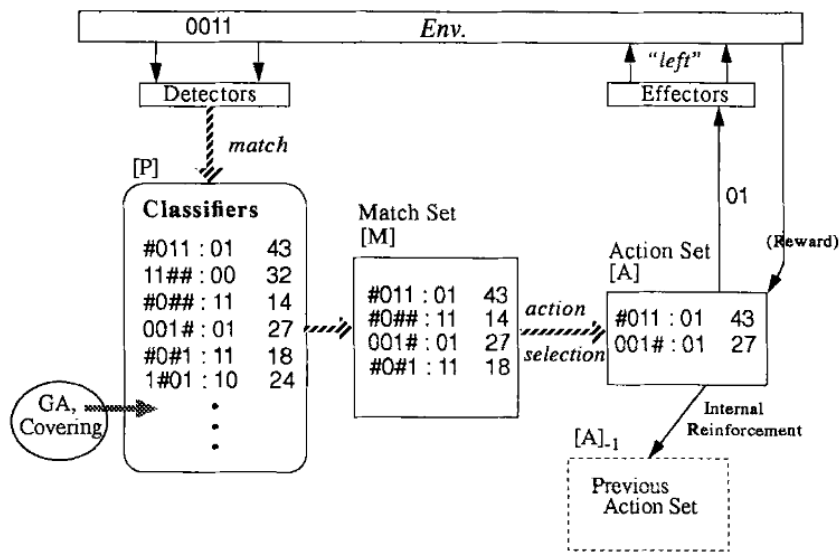 0011 Env.
"left"
Detectors
Effectors
match
[P]
01
Classifiers
#011 : 01 43
11## : 00 32
#0## : 11 14
001# : 01 27
#0#1 : 11 18
1#01 : 10 24
Match Set
[M]
#011 : 01 43
#0## : 11 14
001# : 01 27
#0#1 : 11 18
action
selection
(Reward)
Action Set
[A]
#011 : 01 43
001# : 01 27
GA,
Covering
Internal
Reinforcement
[A]-1
Previous
Action Set